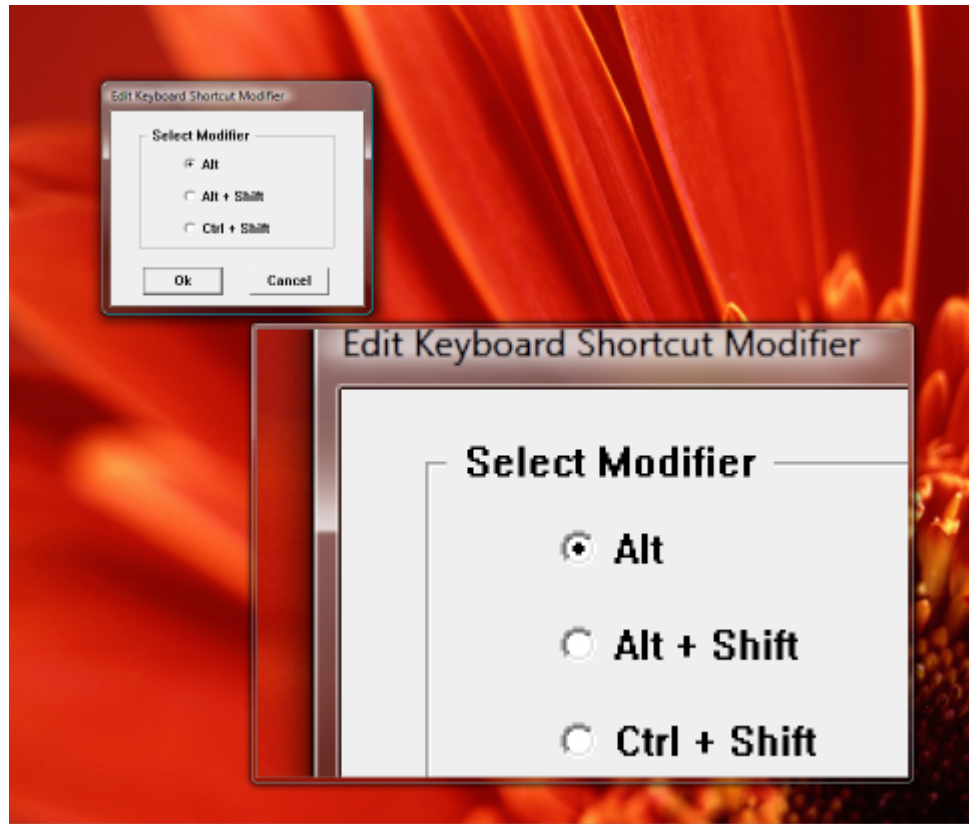 Edit Keyboard Shortcut Modifier
Select Modifier
Alt
Alt + Shift
Ctrl + Shift
Ok Cancel
Edit Keyboard Shortcut Modifier
Select Modifier
Alt
Alt + Shift
Ctrl + Shift